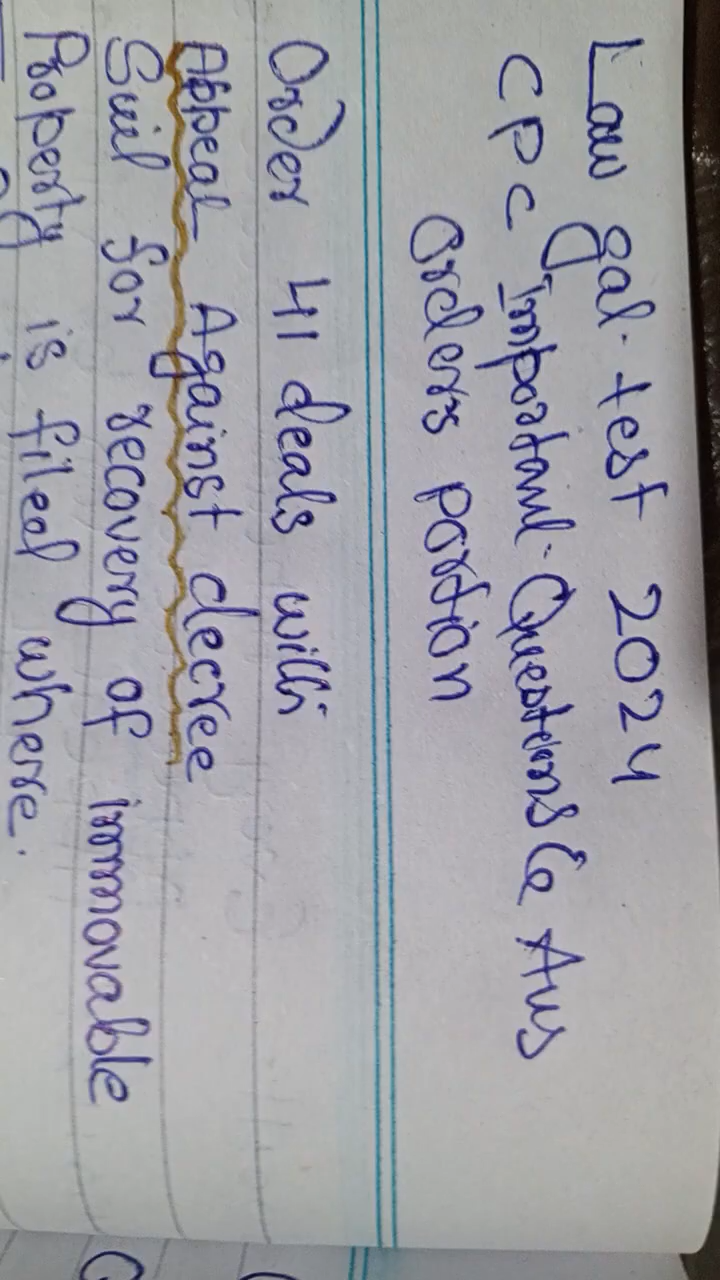 Law gat test 2024
CPC Important Questions & Ans
Orders portion
Order 41 deals with
Appeal Against decree
Suit for recovery of immovable
Property is filed where.